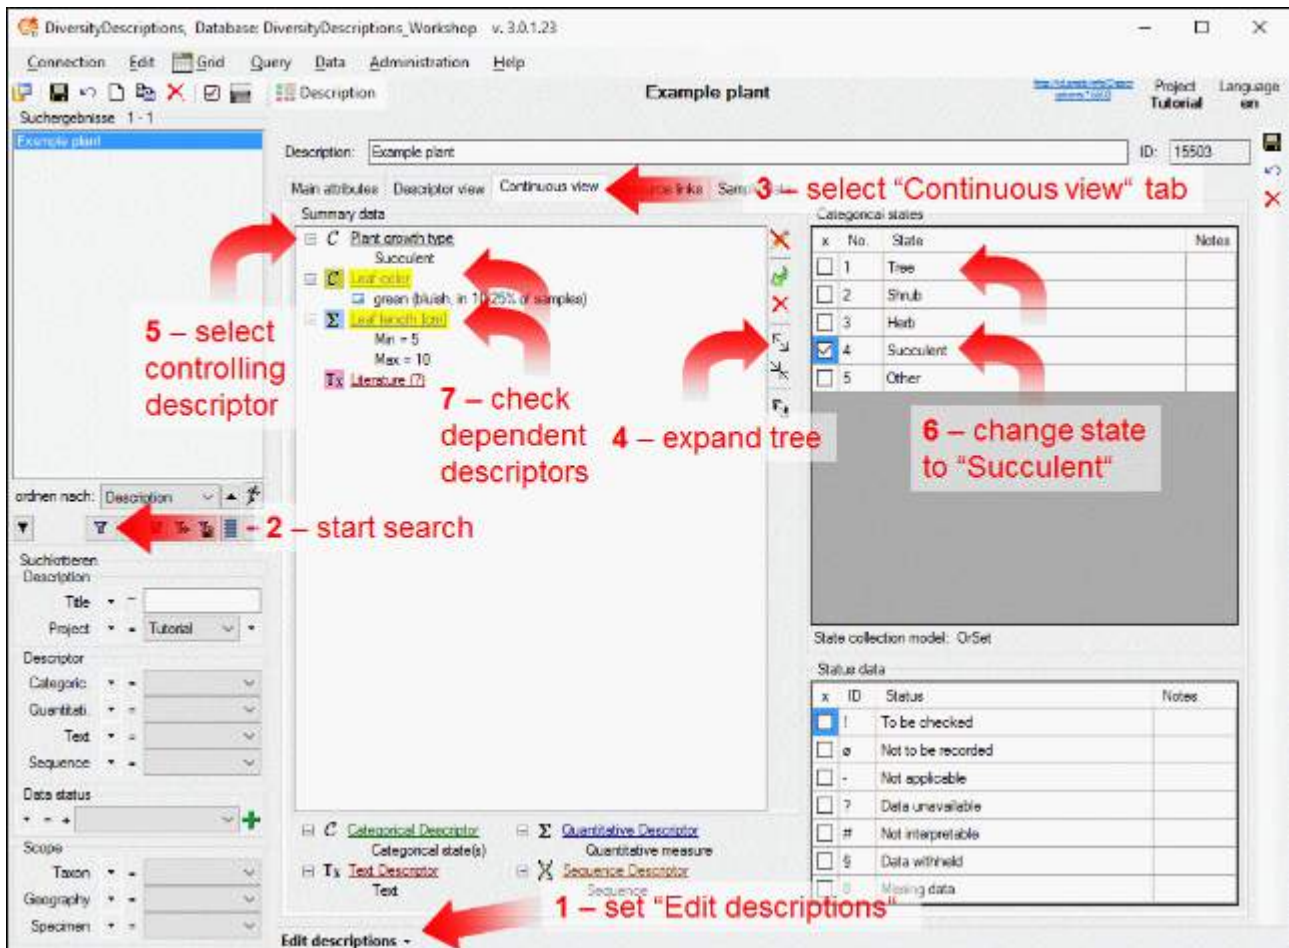 DiversityDescriptions, Database: DiversityDescriptions_Workshop v. 3.0.1.23
Connection Edit Grid Query Data Administration Help
Description
Example plant
Project
Tutorial
Language
en
Suchergebnisse 1 - 1
Example plant
Description: Example plant
ID: 15503
Main attributes Descriptor view Continuous view
3 – select “Continuous view“ tab
Summary data
C Plant growth type
Succulent
C Leaf color
green (bluish, in 10-25% of samples)
Σ Leaf length [cm]
Min = 5
Max = 10
Tx Literature (?)
5 – select
controlling
descriptor
7 – check
dependent
descriptors
4 – expand tree
Categorical states
x No. State Notes
1 Tree
2 Shrub
3 Herb
4 Succulent
5 Other
6 – change state
to “Succulent“
State collection model: OrSet
ordnen nach: Description
2 – start search
Suchkriterien
Description
Title
Project = Tutorial
Descriptor
Categoric
Quantitati.
Text
Sequence
Data status
Scope
Taxon
Geography
Specimen
Status data
x ID Status Notes
! To be checked
ø Not to be recorded
- Not applicable
? Data unavailable
# Not interpretable
§ Data withheld
Missing data
C Categorical Descriptor
Categorical state(s)
Σ Quantitative Descriptor
Quantitative measure
Tx Text Descriptor
Text
Sequence Descriptor
Sequence
1 – set “Edit descriptions“
Edit descriptions